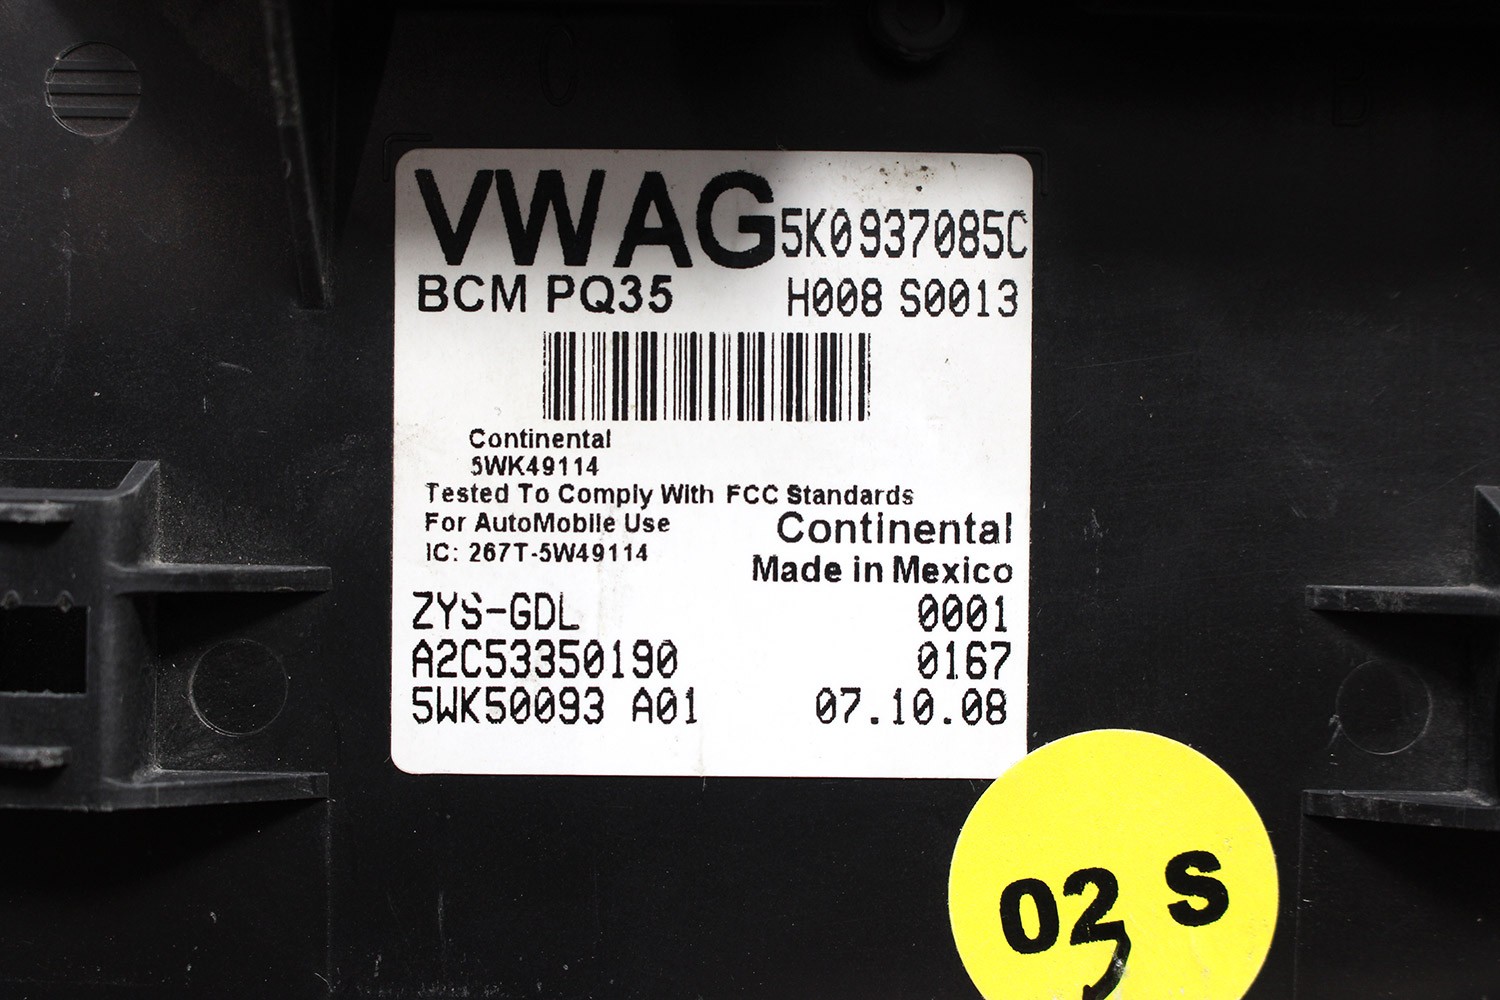 VWAG 5K0937085C
BCM PQ35 H008 S0013
Continental
5WK49114
Tested To Comply With FCC Standards
For AutoMobile Use
IC: 267T-5W49114
Continental
Made in Mexico
ZYS-GDL 0001
A2C53350190 0167
5WK50093 A01 07.10.08
02 S